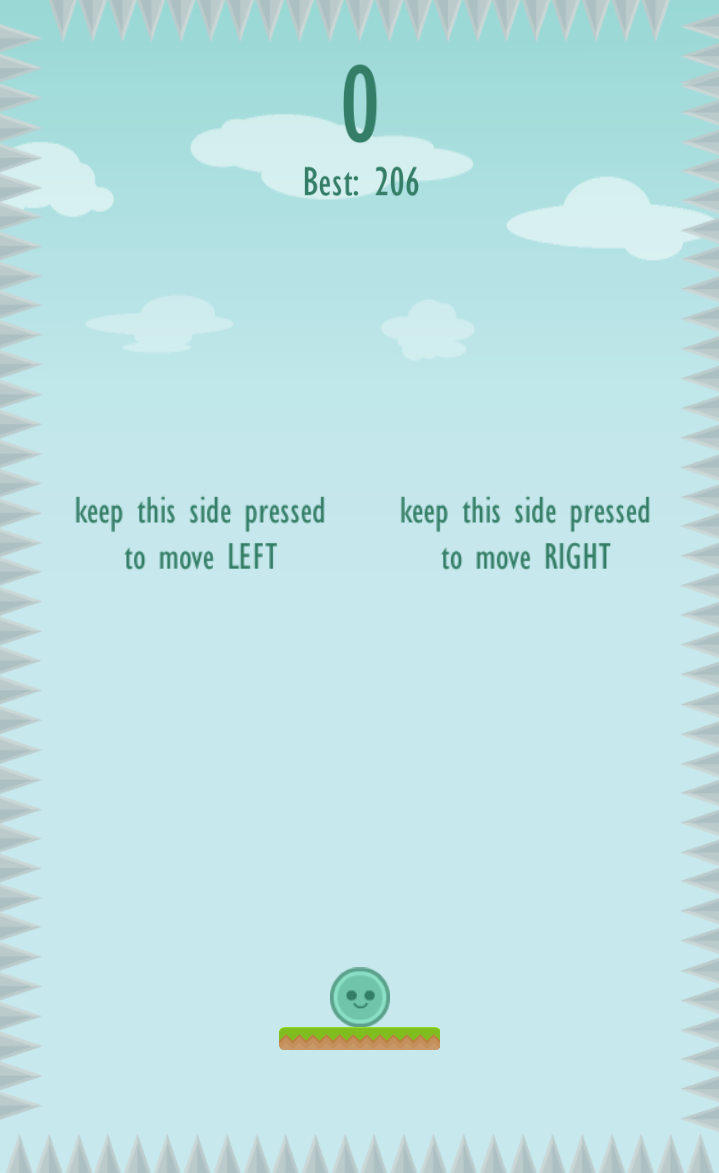 0
Best: 206
keep this side pressed
to move LEFT
keep this side pressed
to move RIGHT